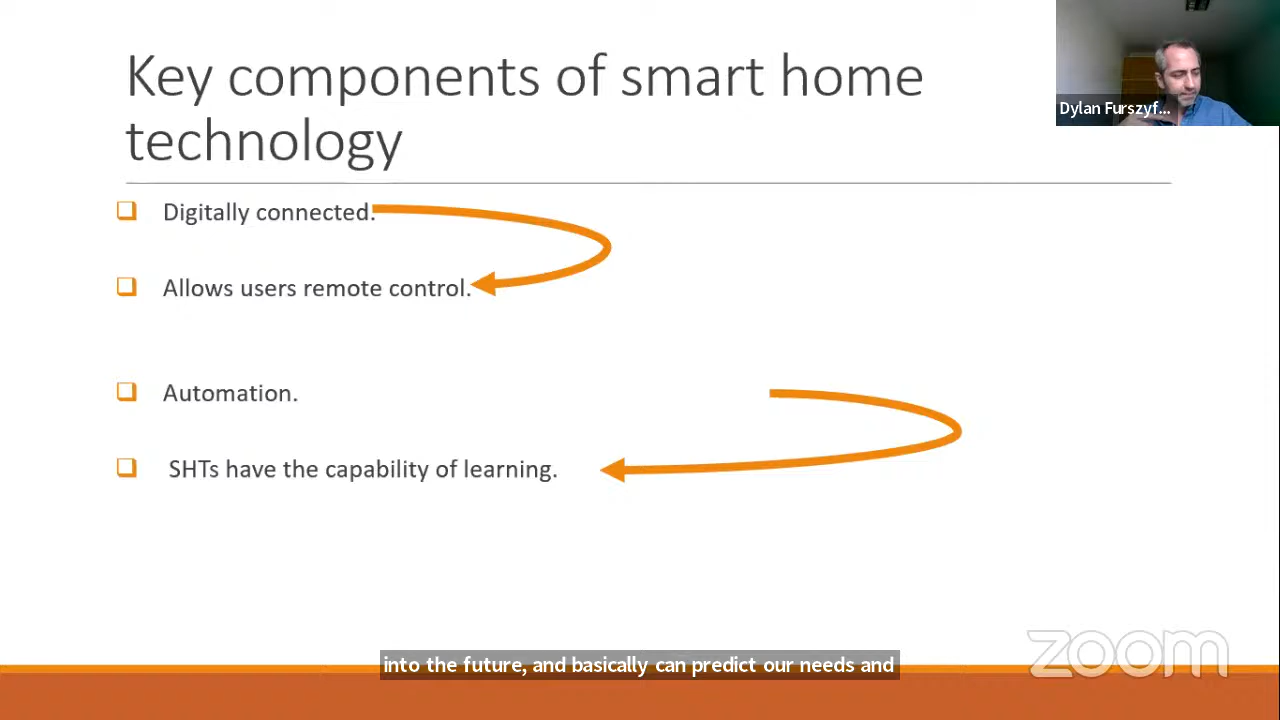 Key components of smart home
technology
Dylan Furszyf...
Digitally connected.
Allows users remote control.
Automation.
SHTs have the capability of learning.
into the future, and basically can predict our needs and
zoom